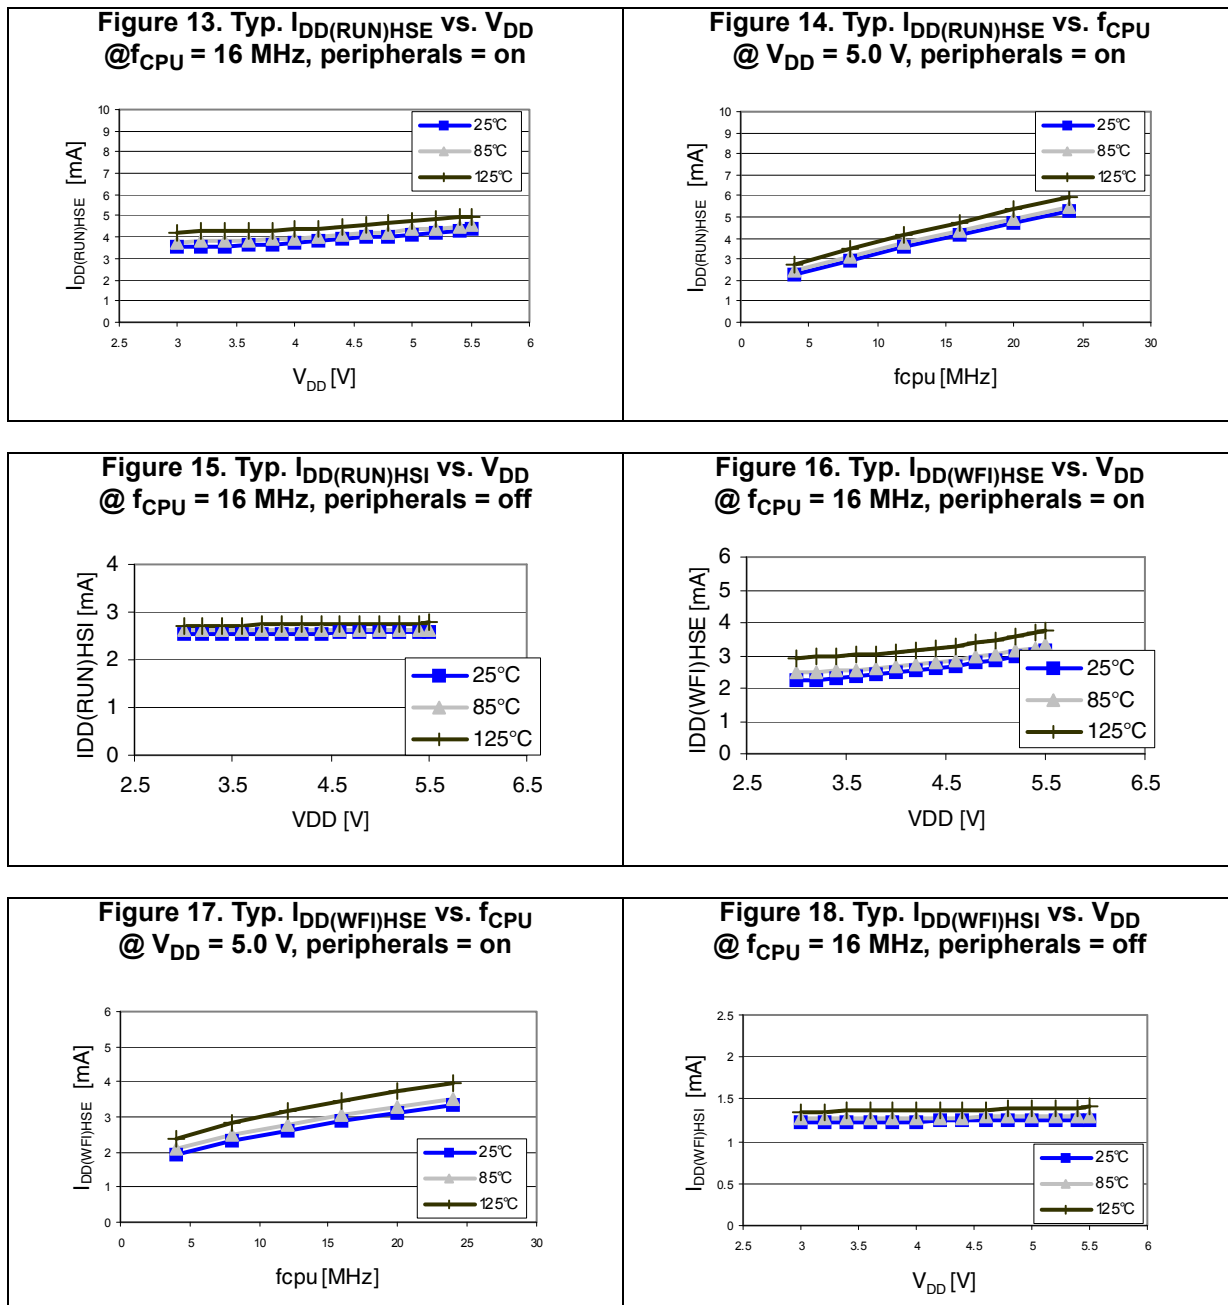 Figure 13. Typ. IDD(RUN)HSE vs. VDD
@fCPU = 16 MHz, peripherals = on
10
9
8
7
6
5
4
3
2
1
0
IDD(RUN)HSE [mA]
25°C
85°C
125°C
2.5 3 3.5 4 4.5 5 5.5 6
VDD [V]
Figure 14. Typ. IDD(RUN)HSE vs. fCPU
@ VDD = 5.0 V, peripherals = on
10
9
8
7
6
5
4
3
2
1
0
IDD(RUN)HSE [mA]
25°C
85°C
125°C
0 5 10 15 20 25 30
fcpu [MHz]
Figure 15. Typ. IDD(RUN)HSI vs. VDD
@ fCPU = 16 MHz, peripherals = off
4
3
2
1
0
IDD(RUN)HSI [mA]
25°C
85°C
125°C
2.5 3.5 4.5 5.5 6.5
VDD [V]
Figure 16. Typ. IDD(WFI)HSE vs. VDD
@ fCPU = 16 MHz, peripherals = on
6
5
4
3
2
1
0
IDD(WFI)HSE [mA]
25°C
85°C
125°C
2.5 3.5 4.5 5.5 6.5
VDD [V]
Figure 17. Typ. IDD(WFI)HSE vs. fCPU
@ VDD = 5.0 V, peripherals = on
6
5
4
3
2
1
0
IDD(WFI)HSE [mA]
25°C
85°C
125°C
0 5 10 15 20 25 30
fcpu [MHz]
Figure 18. Typ. IDD(WFI)HSI vs. VDD
@ fCPU = 16 MHz, peripherals = off
2.5
2
1.5
1
0.5
0
IDD(WFI)HSI [mA]
25°C
85°C
125°C
2.5 3 3.5 4 4.5 5 5.5 6
VDD [V]